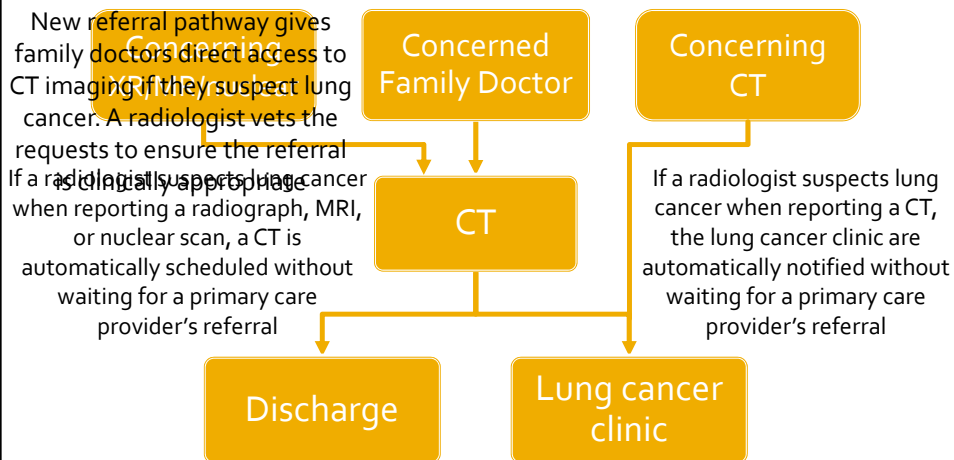 New referral pathway gives
family doctors direct access to
CT imaging if they suspect lung
cancer. A radiologist vets the
requests to ensure the referral
is clinically appropriate
Concerning
XR/MR/nuclear
Concerned
Family Doctor
Concerning
CT
If a radiologist suspects lung cancer
when reporting a radiograph, MRI,
or nuclear scan, a CT is
automatically scheduled without
waiting for a primary care
provider’s referral
CT
If a radiologist suspects lung
cancer when reporting a CT,
the lung cancer clinic are
automatically notified without
waiting for a primary care
provider’s referral
Discharge
Lung cancer
clinic